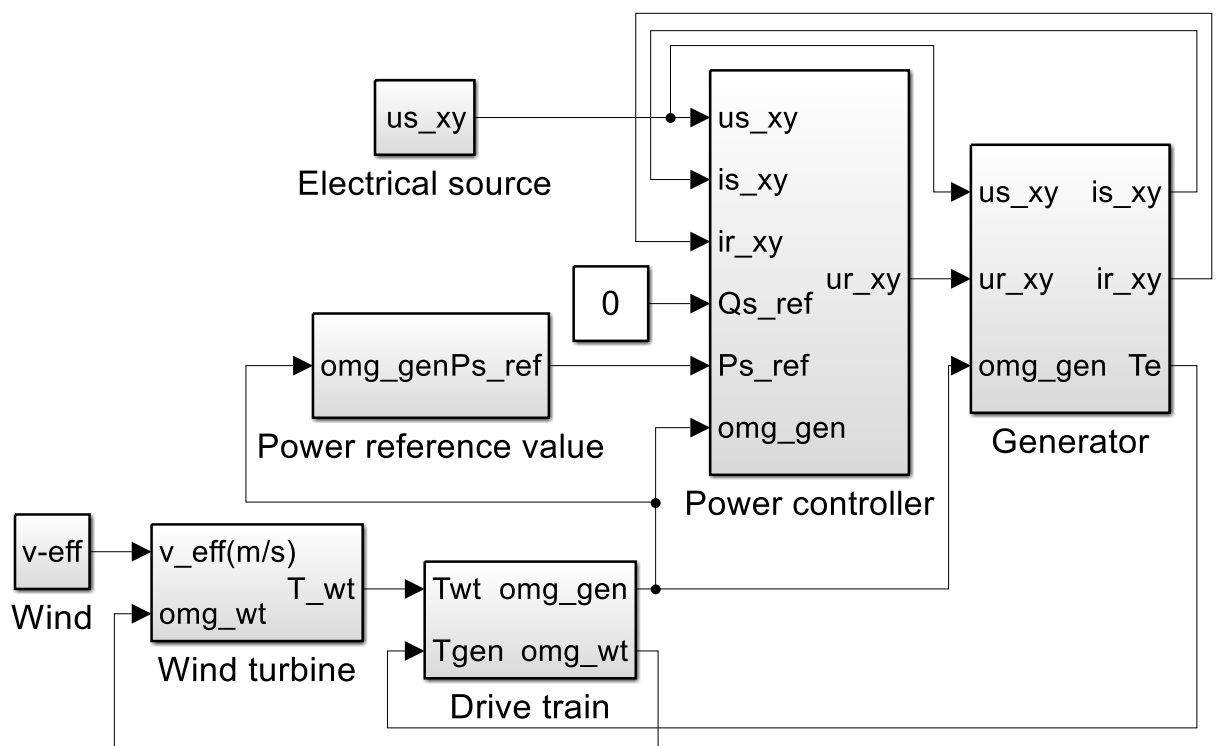 us_xy
Electrical source
us_xy
is_xy
ir_xy
Qs_ref
Ps_ref
omg_gen
ur_xy
Power controller
us_xy is_xy
ur_xy ir_xy
omg_gen Te
Generator
0
omg_genPs_ref
Power reference value
v-eff
Wind
v_eff(m/s)
T_wt
omg_wt
Wind turbine
Twt omg_gen
Tgen omg_wt
Drive train